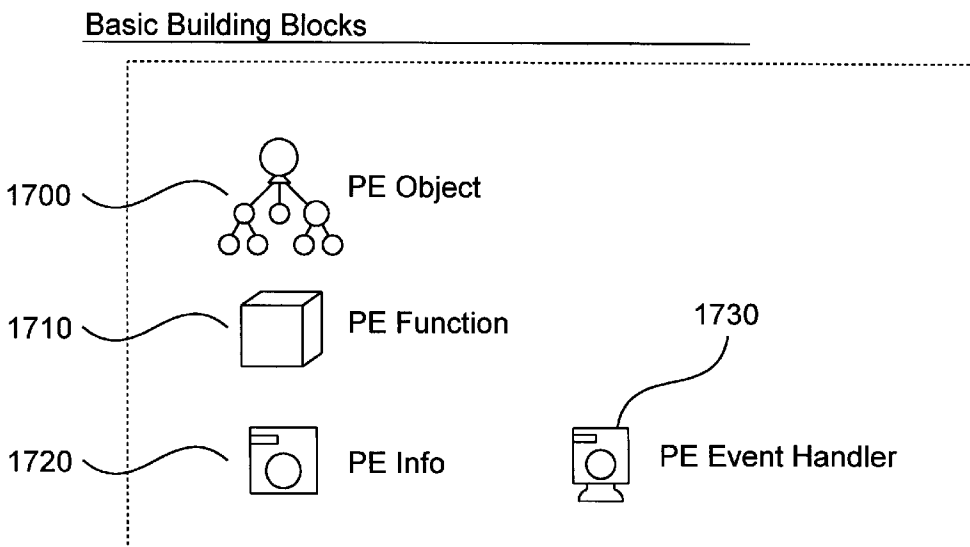 Basic Building Blocks
1700
PE Object
1710
PE Function
1730
1720
PE Info
PE Event Handler